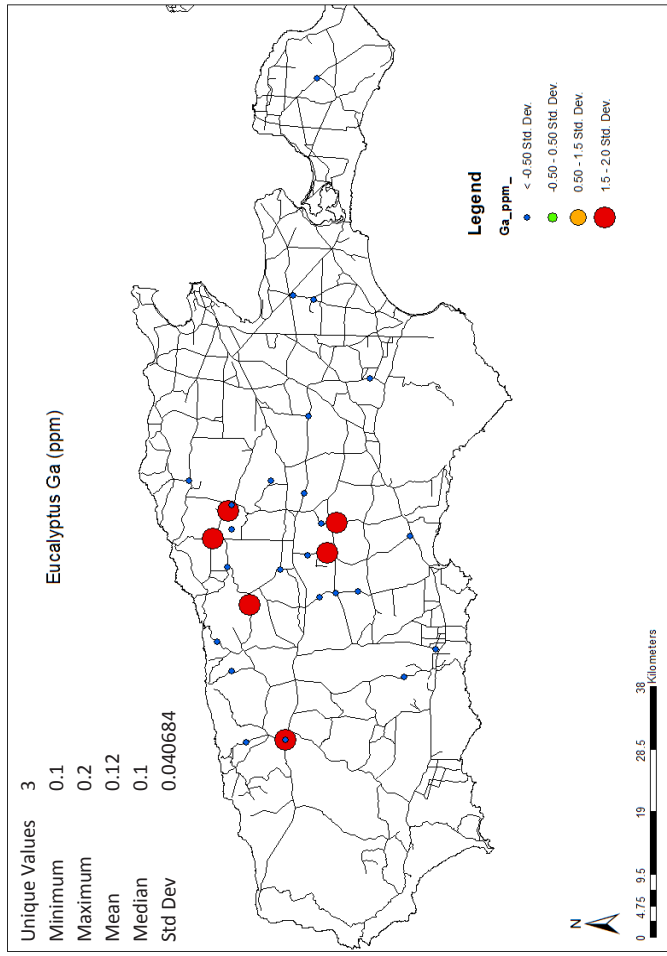 Unique Values 3
Minimum 0.1
Maximum 0.2
Mean 0.12
Median 0.1
Std Dev 0.040684
Eucalyptus Ga (ppm)
Legend
Ga_ppm_
< -0.50 Std. Dev.
-0.50 - 0.50 Std. Dev.
0.50 - 1.5 Std. Dev.
1.5 - 2.0 Std. Dev.
N
0 4.75 9.5 19 28.5 38
Kilometers